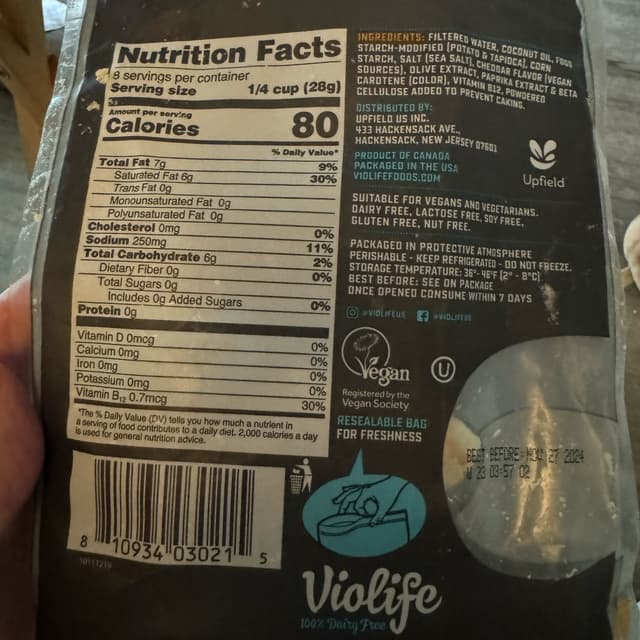 Nutrition Facts
8 servings per container
Serving size 1/4 cup (28g)
Amount per serving
Calories 80
% Daily Value*
Total Fat 7g 9%
Saturated Fat 6g 30%
Trans Fat 0g
Monounsaturated Fat 0g
Polyunsaturated Fat 0g
Cholesterol 0mg 0%
Sodium 250mg 11%
Total Carbohydrate 6g 2%
Dietary Fiber 0g 0%
Total Sugars 0g
Includes 0g Added Sugars 0%
Protein 0g
Vitamin D 0mcg 0%
Calcium 0mg 0%
Iron 0mg 0%
Potassium 0mg 0%
Vitamin B12 0.7mcg 30%
*The % Daily Value (DV) tells you how much a nutrient in
a serving of food contributes to a daily diet. 2,000 calories a day
is used for general nutrition advice.
8 10934 03021 5
10117219
INGREDIENTS: FILTERED WATER, COCONUT OIL, FOOD
STARCH-MODIFIED (POTATO & TAPIOCA), CORN
STARCH, SALT (SEA SALT), CHEDDAR FLAVOR (VEGAN
SOURCES), OLIVE EXTRACT, PAPRIKA EXTRACT & BETA
CAROTENE (COLOR), VITAMIN B12. POWDERED
CELLULOSE ADDED TO PREVENT CAKING.
DISTRIBUTED BY:
UPFIELD US INC.
433 HACKENSACK AVE.,
HACKENSACK, NEW JERSEY 07601
PRODUCT OF CANADA
PACKAGED IN THE USA
VIOLIFEFOODS.COM
Upfield
SUITABLE FOR VEGANS AND VEGETARIANS.
DAIRY FREE, LACTOSE FREE, SOY FREE,
GLUTEN FREE, NUT FREE.
PACKAGED IN PROTECTIVE ATMOSPHERE
PERISHABLE - KEEP REFRIGERATED - DO NOT FREEZE.
STORAGE TEMPERATURE: 36°-46°F (2° - 8°C)
BEST BEFORE: SEE ON PACKAGE
ONCE OPENED CONSUME WITHIN 7 DAYS
@VIOLIFEUS @VIOLIFEUS
Vegan
U
Registered by the
Vegan Society
RESEALABLE BAG
FOR FRESHNESS
BEST BEFORE: NOV 27 2024
W 23 03:57 02
Violife
100% Dairy Free